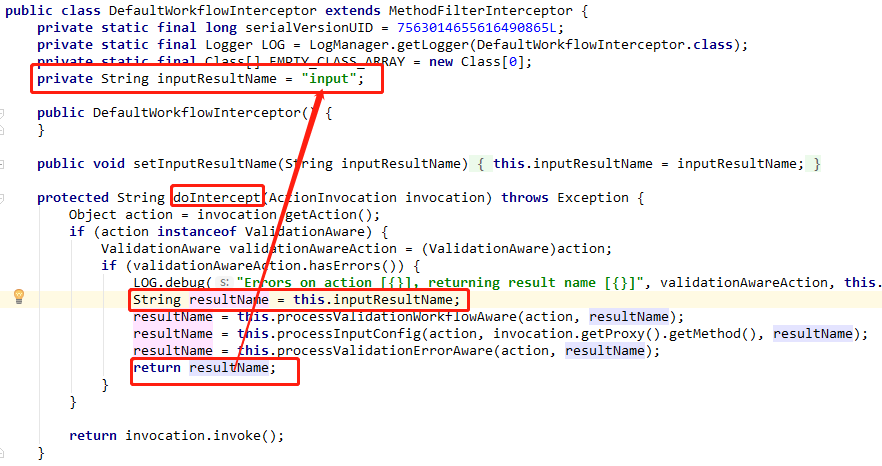 public class DefaultWorkflowInterceptor extends MethodFilterInterceptor {
private static final long serialVersionUID = 7563014655616490865L;
private static final Logger LOG = LogManager.getLogger(DefaultWorkflowInterceptor.class);
private static final Class[] EMPTY_CLASS_ARRAY = new Class[0];
private String inputResultName = "input";
public DefaultWorkflowInterceptor() {
}
public void setInputResultName(String inputResultName) { this.inputResultName = inputResultName; }
protected String doIntercept(ActionInvocation invocation) throws Exception {
Object action = invocation.getAction();
if (action instanceof ValidationAware) {
ValidationAware validationAwareAction = (ValidationAware)action;
if (validationAwareAction.hasErrors()) {
LOG.debug( s: "Errors on action [{}], returning result name [{}]", validationAwareAction, this.
String resultName = this.inputResultName;
resultName = this.processValidationWorkflowAware(action, resultName);
resultName = this.processInputConfig(action, invocation.getProxy().getMethod(), resultName);
resultName = this.processValidationErrorAware(action, resultName);
return resultName;
}
}
return invocation.invoke();
}